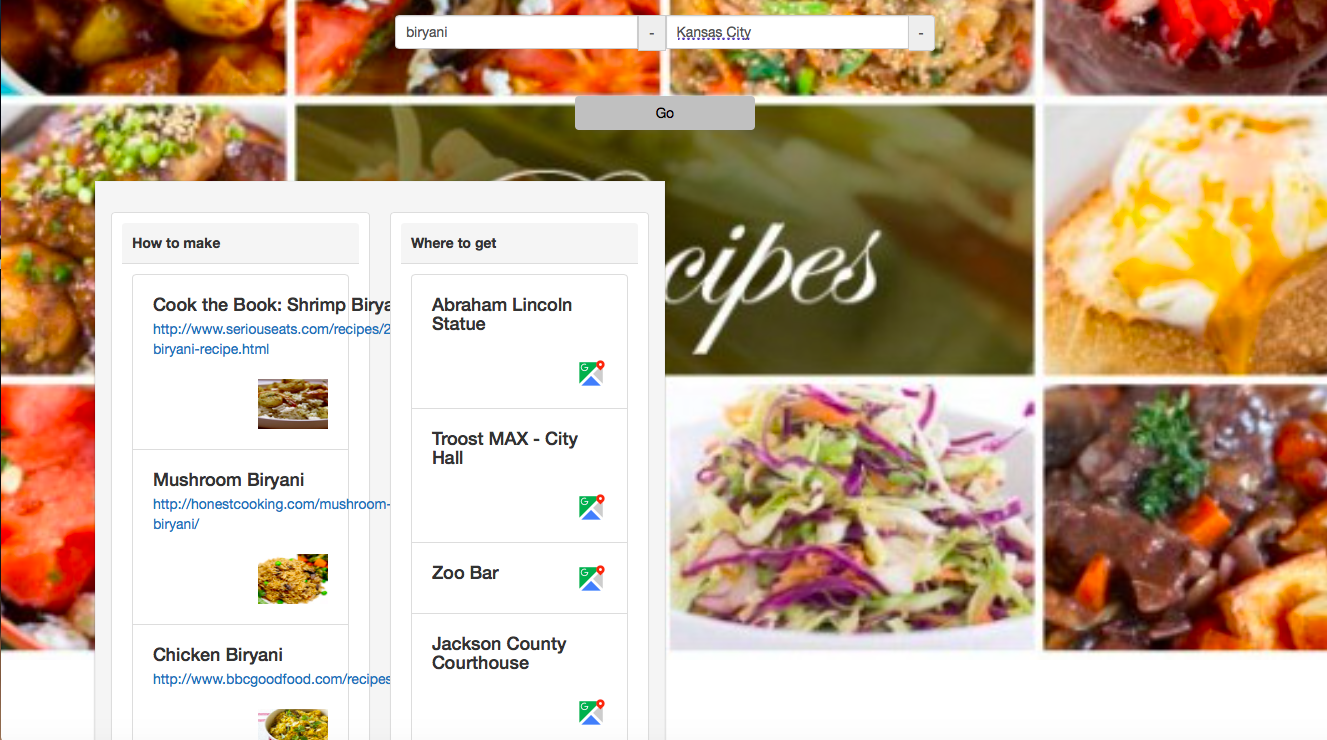 biryani
-
Kansas City
-
Go
cipes
How to make
Cook the Book: Shrimp Birya
http://www.seriouseats.com/recipes/2
biryani-recipe.html
Mushroom Biryani
http://honestcooking.com/mushroom-
biryani/
Chicken Biryani
http://www.bbcgoodfood.com/recipes
Where to get
Abraham Lincoln
Statue
G
Troost MAX - City
Hall
G
Zoo Bar
G
Jackson County
Courthouse
G